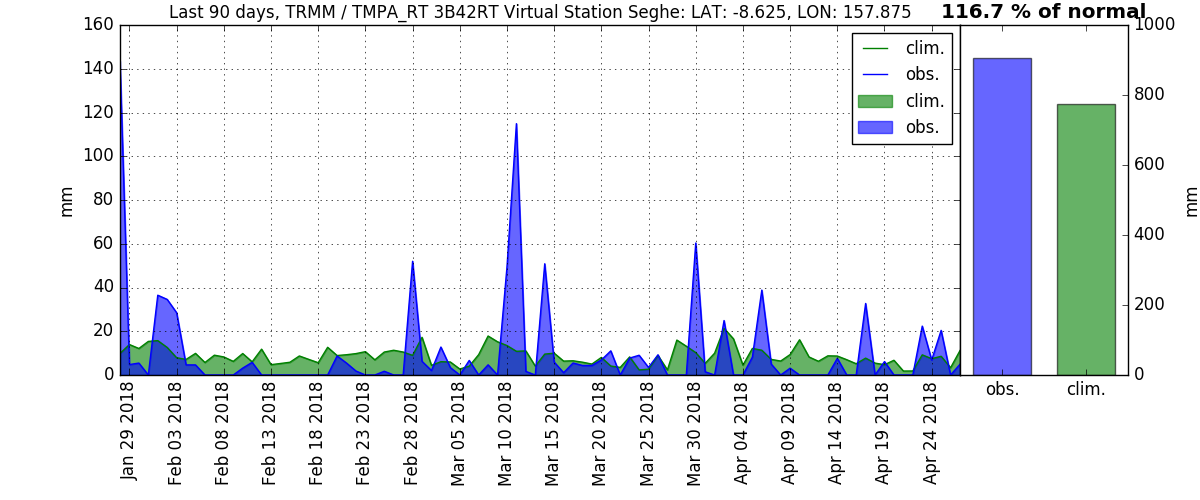 Last 90 days, TRMM / TMPA_RT 3B42RT Virtual Station Seghe: LAT: -8.625, LON: 157.875
116.7 % of normal
160
140
120
100
80
60
40
20
0
mm
clim.
obs.
clim.
obs.
Jan 29 2018
Feb 03 2018
Feb 08 2018
Feb 13 2018
Feb 18 2018
Feb 23 2018
Feb 28 2018
Mar 05 2018
Mar 10 2018
Mar 15 2018
Mar 20 2018
Mar 25 2018
Mar 30 2018
Apr 04 2018
Apr 09 2018
Apr 14 2018
Apr 19 2018
Apr 24 2018
1000
800
600
400
200
0
mm
obs.
clim.